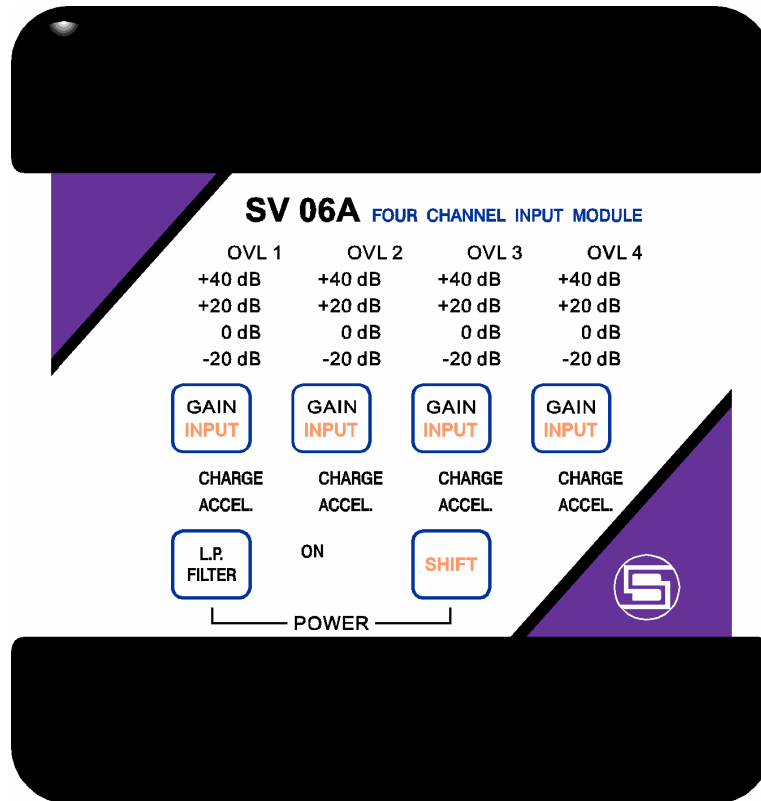 SV 06A FOUR CHANNEL INPUT MODULE
OVL 1 OVL 2 OVL 3 OVL 4
+40 dB +40 dB +40 dB +40 dB
+20 dB +20 dB +20 dB +20 dB
0 dB 0 dB 0 dB 0 dB
-20 dB -20 dB -20 dB -20 dB
GAIN GAIN GAIN GAIN
INPUT INPUT INPUT INPUT
CHARGE CHARGE CHARGE CHARGE
ACCEL. ACCEL. ACCEL. ACCEL.
L.P. ON SHIFT
FILTER
POWER